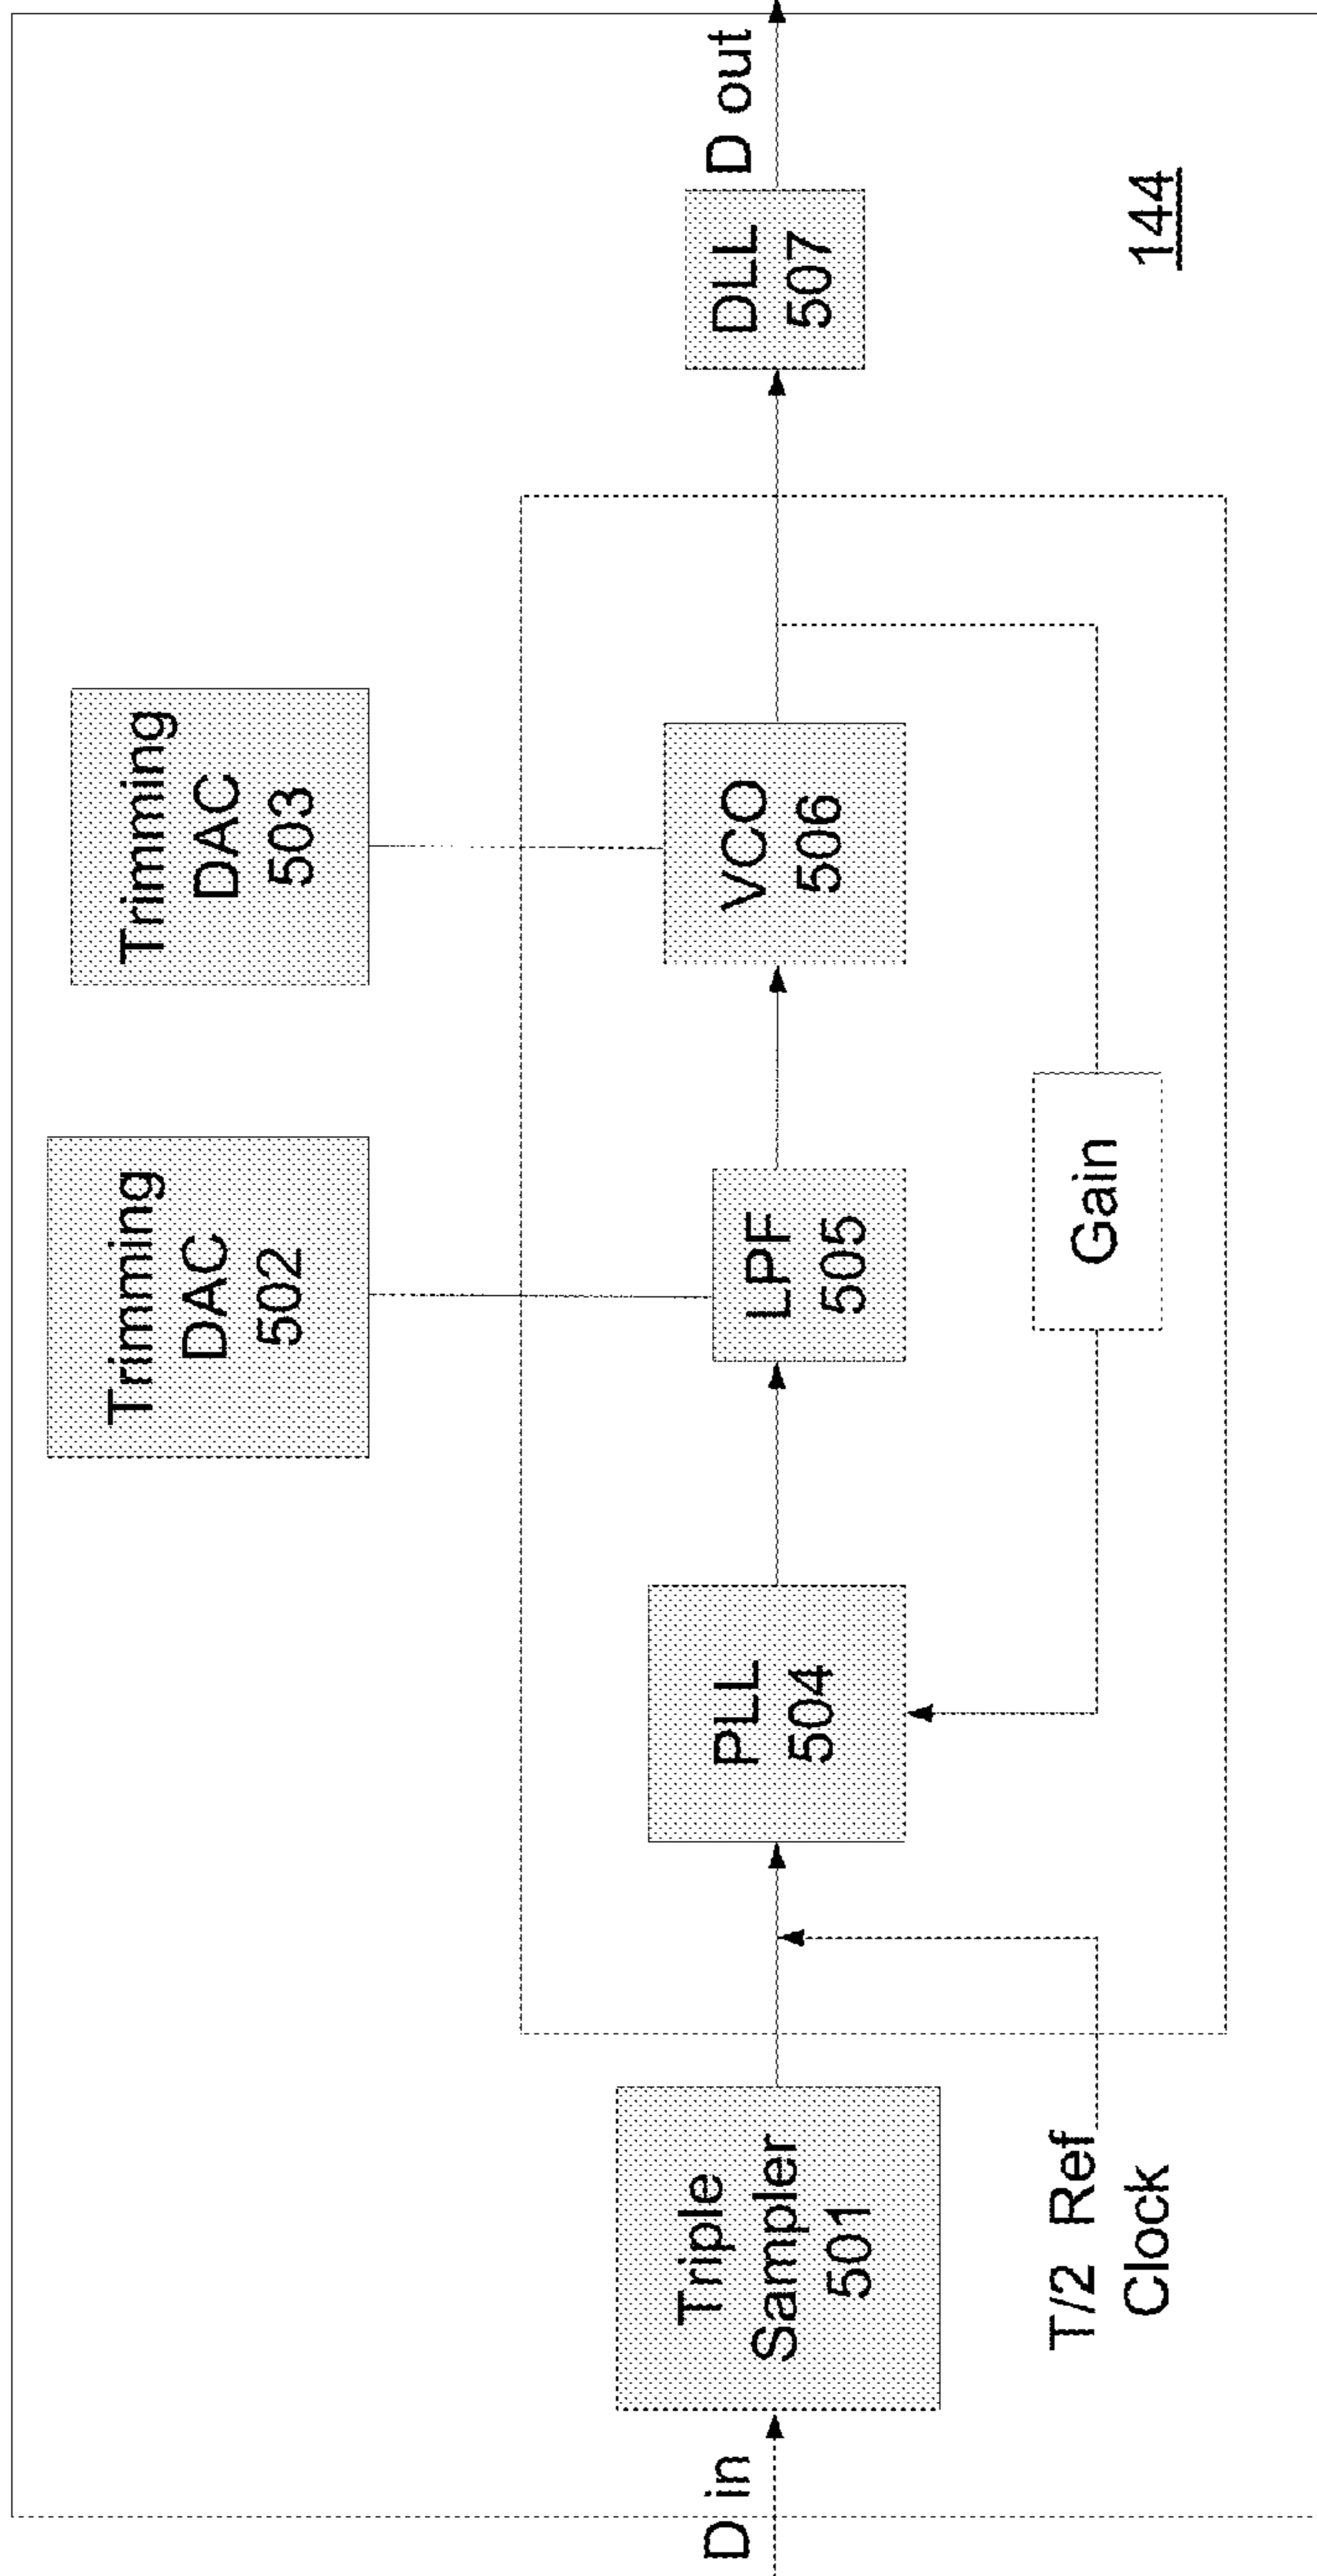 Trimming
DAC
502
Trimming
DAC
503
D in
Triple
Sampler
501
PLL
504
LPF
505
VCO
506
DLL
507
D out
T/2 Ref
Clock
Gain
144